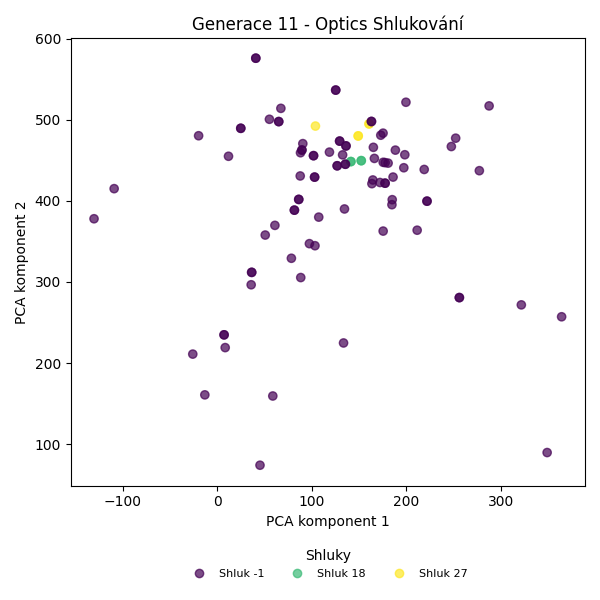 Generace 11 - Optics Shlukování
600
500
400
300
200
100
PCA komponent 2
−100
0
100
200
300
PCA komponent 1
Shluky
Shluk -1
Shluk 18
Shluk 27